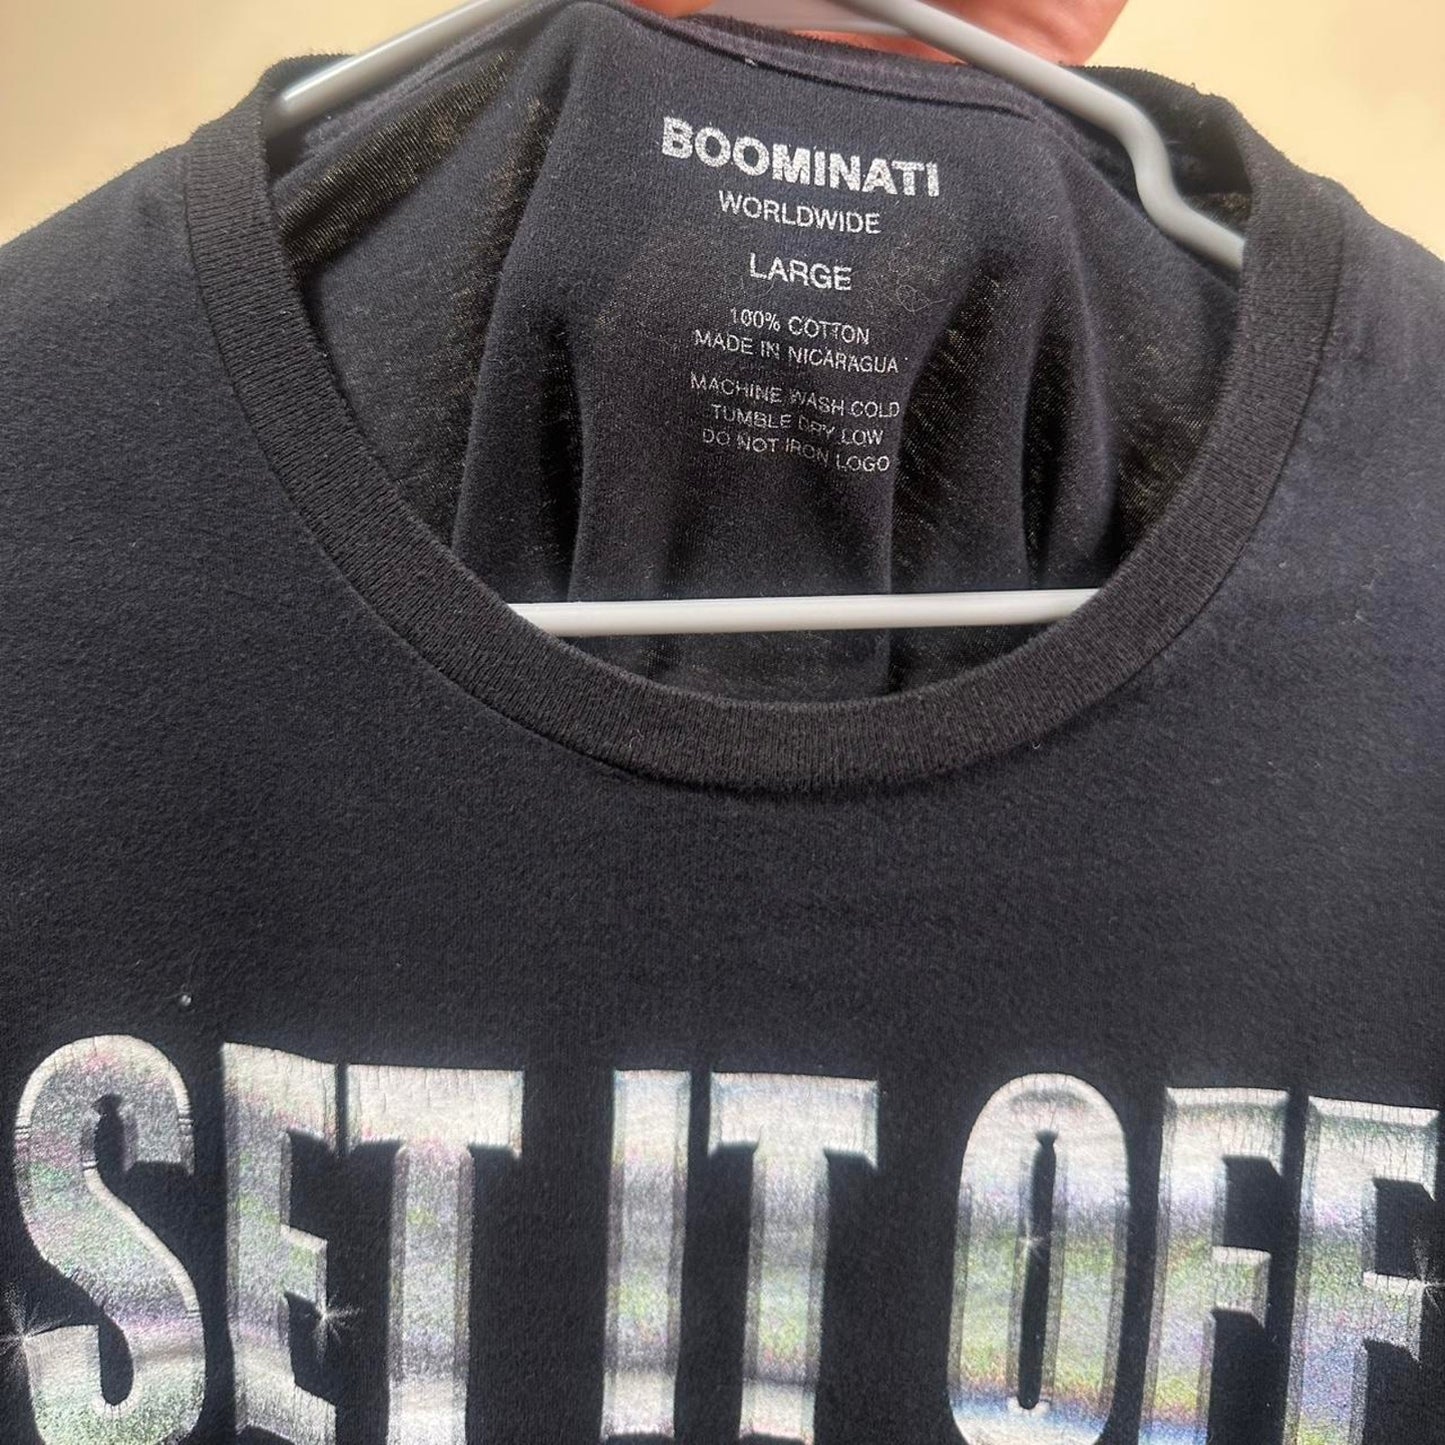 BOOMINATI
WORLDWIDE
LARGE
100% COTTON
MADE IN NICARAGUA
MACHINE WASH COLD
TUMBLE DRY LOW
DO NOT IRON LOGO
SET IT OFF